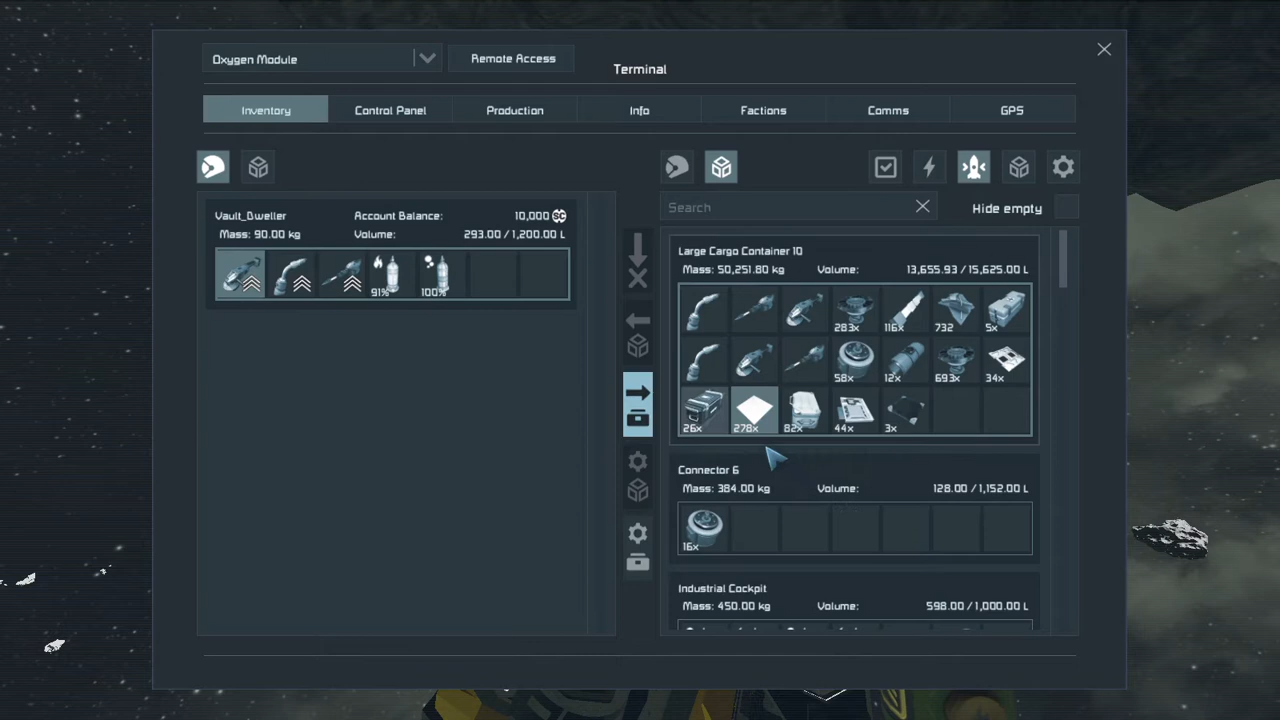 Oxygen Module
Remote Access
Terminal
Inventory
Control Panel
Production
Info
Factions
Comms
GPS
Search
Hide empty
Vault_Dweller
Account Balance:
10,000 SC
Mass: 90.00 kg
Volume:
293.00 / 1,200.00 L
91%
100%
Large Cargo Container 10
Mass: 50,251.80 kg
Volume:
13,655.93 / 15,625.00 L
283x
116x
732
5x
58x
12x
693x
34x
26x
278x
82x
44x
3x
Connector 6
Mass: 384.00 kg
Volume:
128.00 / 1,152.00 L
16x
Industrial Cockpit
Mass: 450.00 kg
Volume:
598.00 / 1,000.00 L